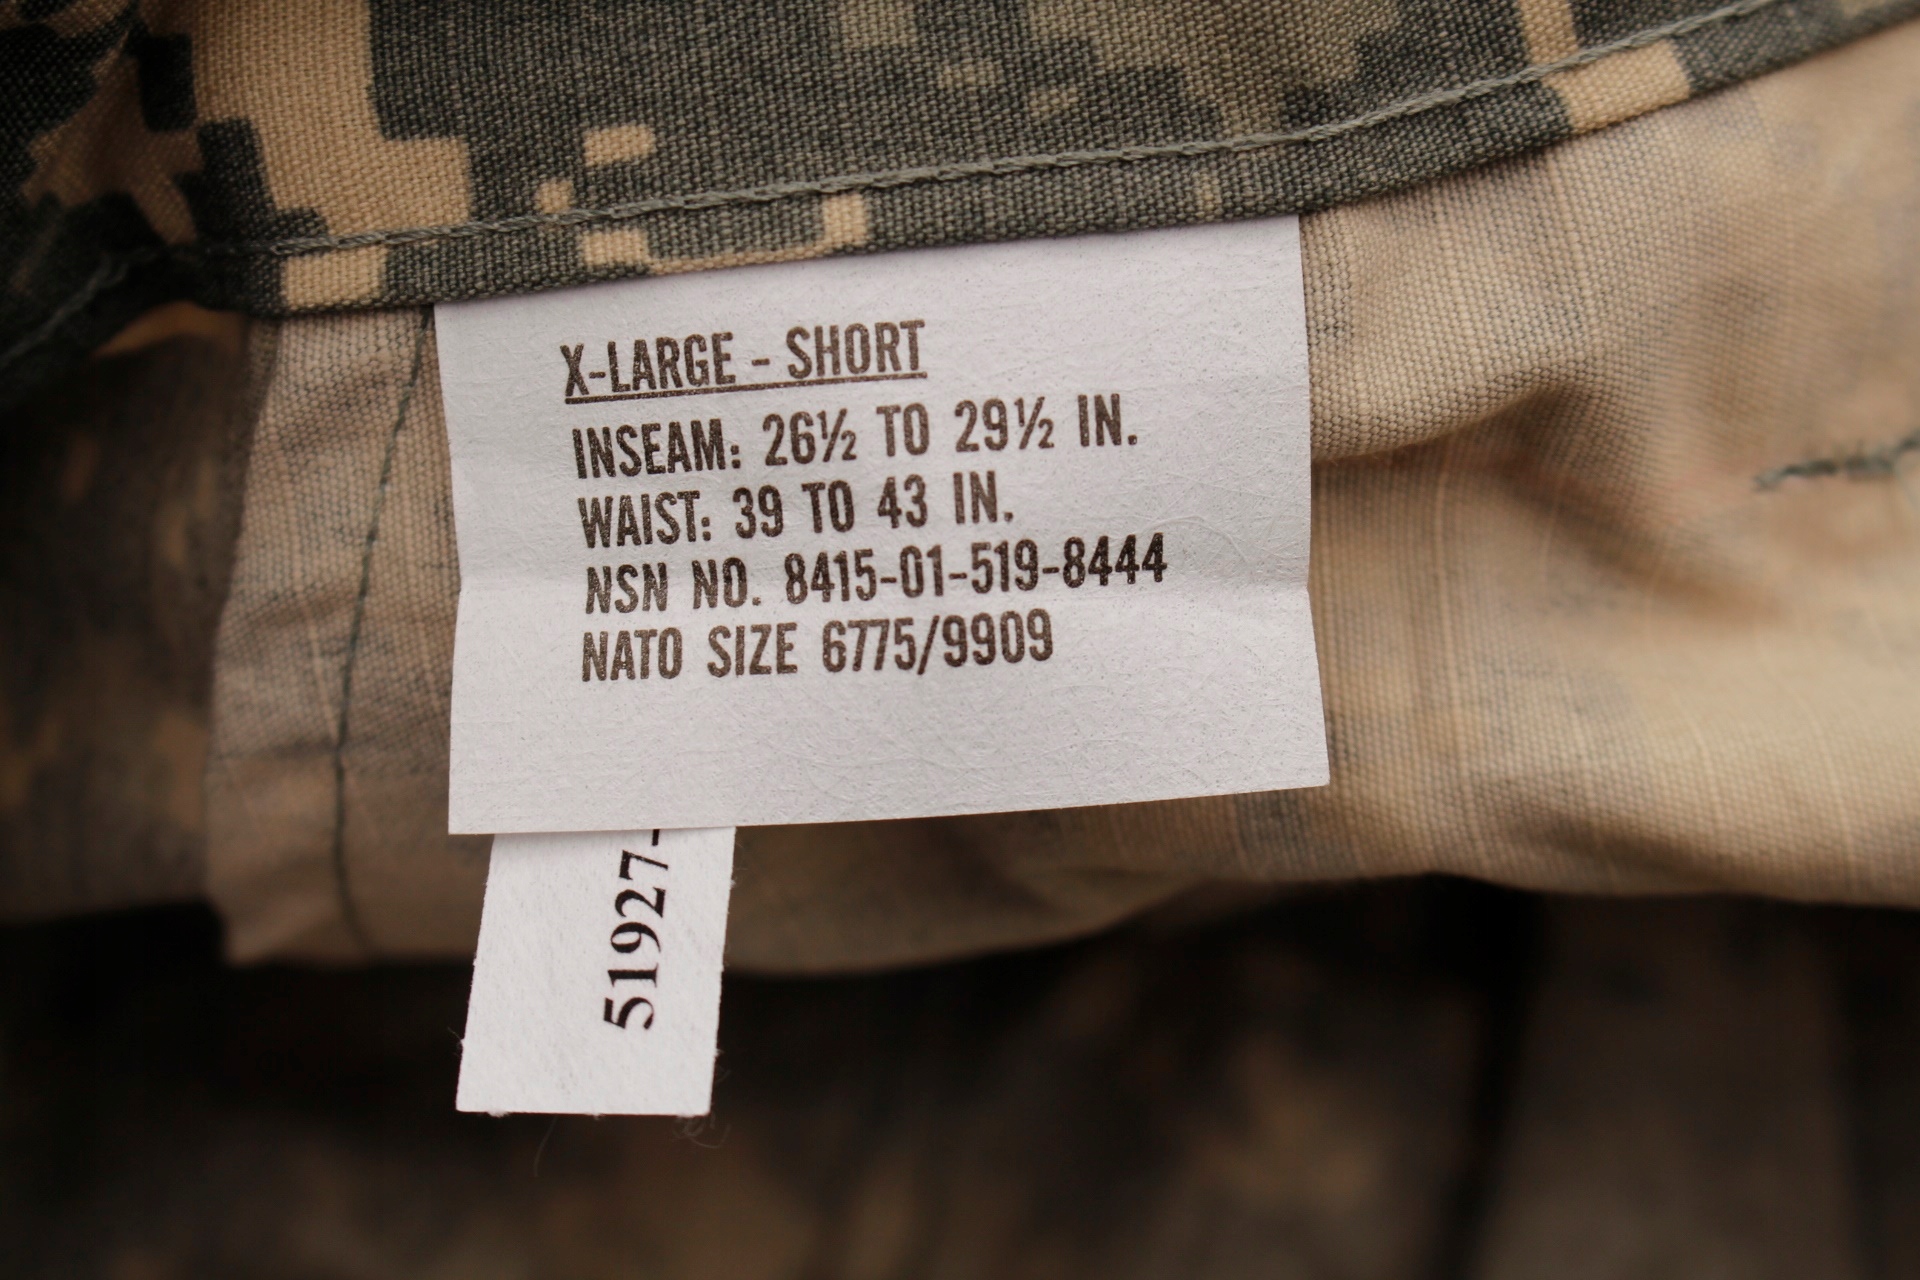 X-LARGE - SHORT
INSEAM: 26½ TO 29½ IN.
WAIST: 39 TO 43 IN.
NSN NO. 8415-01-519-8444
NATO SIZE 6775/9909
51927-